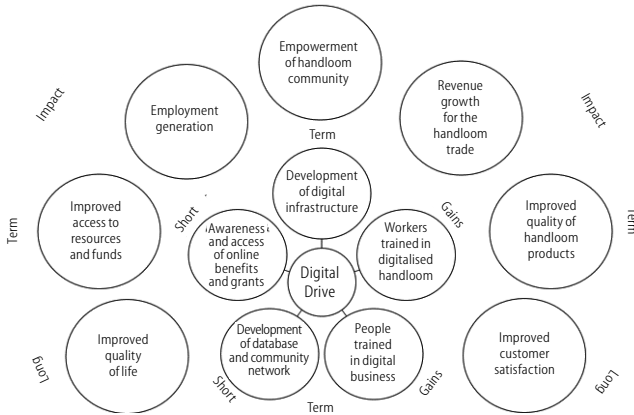 Empowerment
of handloom
community
Impact
Employment
generation
Revenue
growth
for the
handloom
trade
Impact
Term
Development
of digital
infrastructure
Improved
access to
resources
and funds
Term
Short
Awareness
and access
of online
benefits
and grants
Gains
Workers
trained in
digitalised
handloom
Improved
quality of
handloom
products
Term
Digital
Drive
Improved
quality
of life
Long
Development
of database
and community
network
Short
People
trained
in digital
business
Gains
Improved
customer
satisfaction
Long
Term